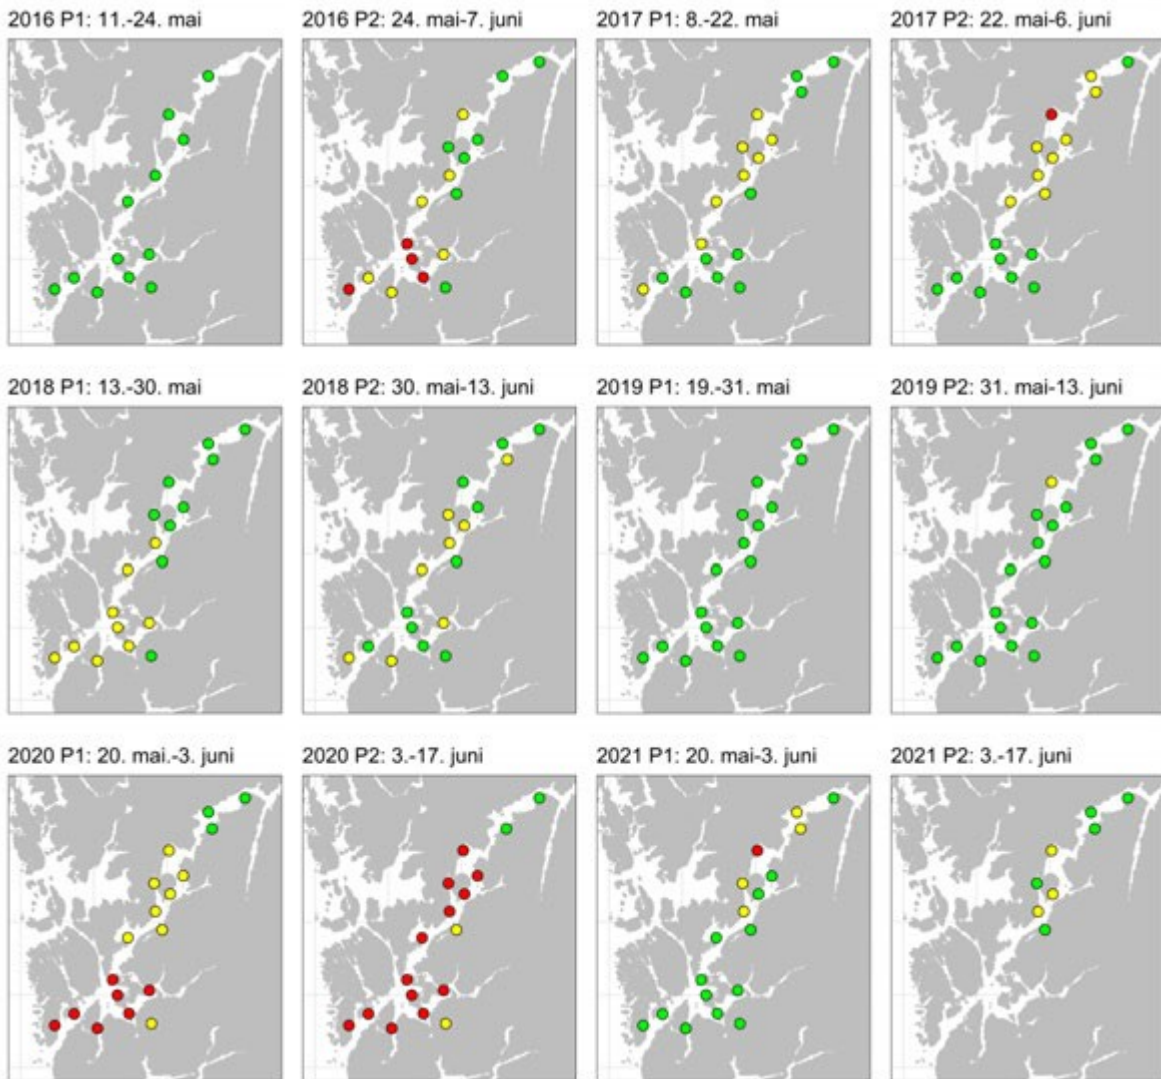 2016 P1: 11.-24. mai
2016 P2: 24. mai-7. juni
2017 P1: 8.-22. mai
2017 P2: 22. mai-6. juni
2018 P1: 13.-30. mai
2018 P2: 30. mai-13. juni
2019 P1: 19.-31. mai
2019 P2: 31. mai-13. juni
2020 P1: 20. mai.-3. juni
2020 P2: 3.-17. juni
2021 P1: 20. mai-3. juni
2021 P2: 3.-17. juni